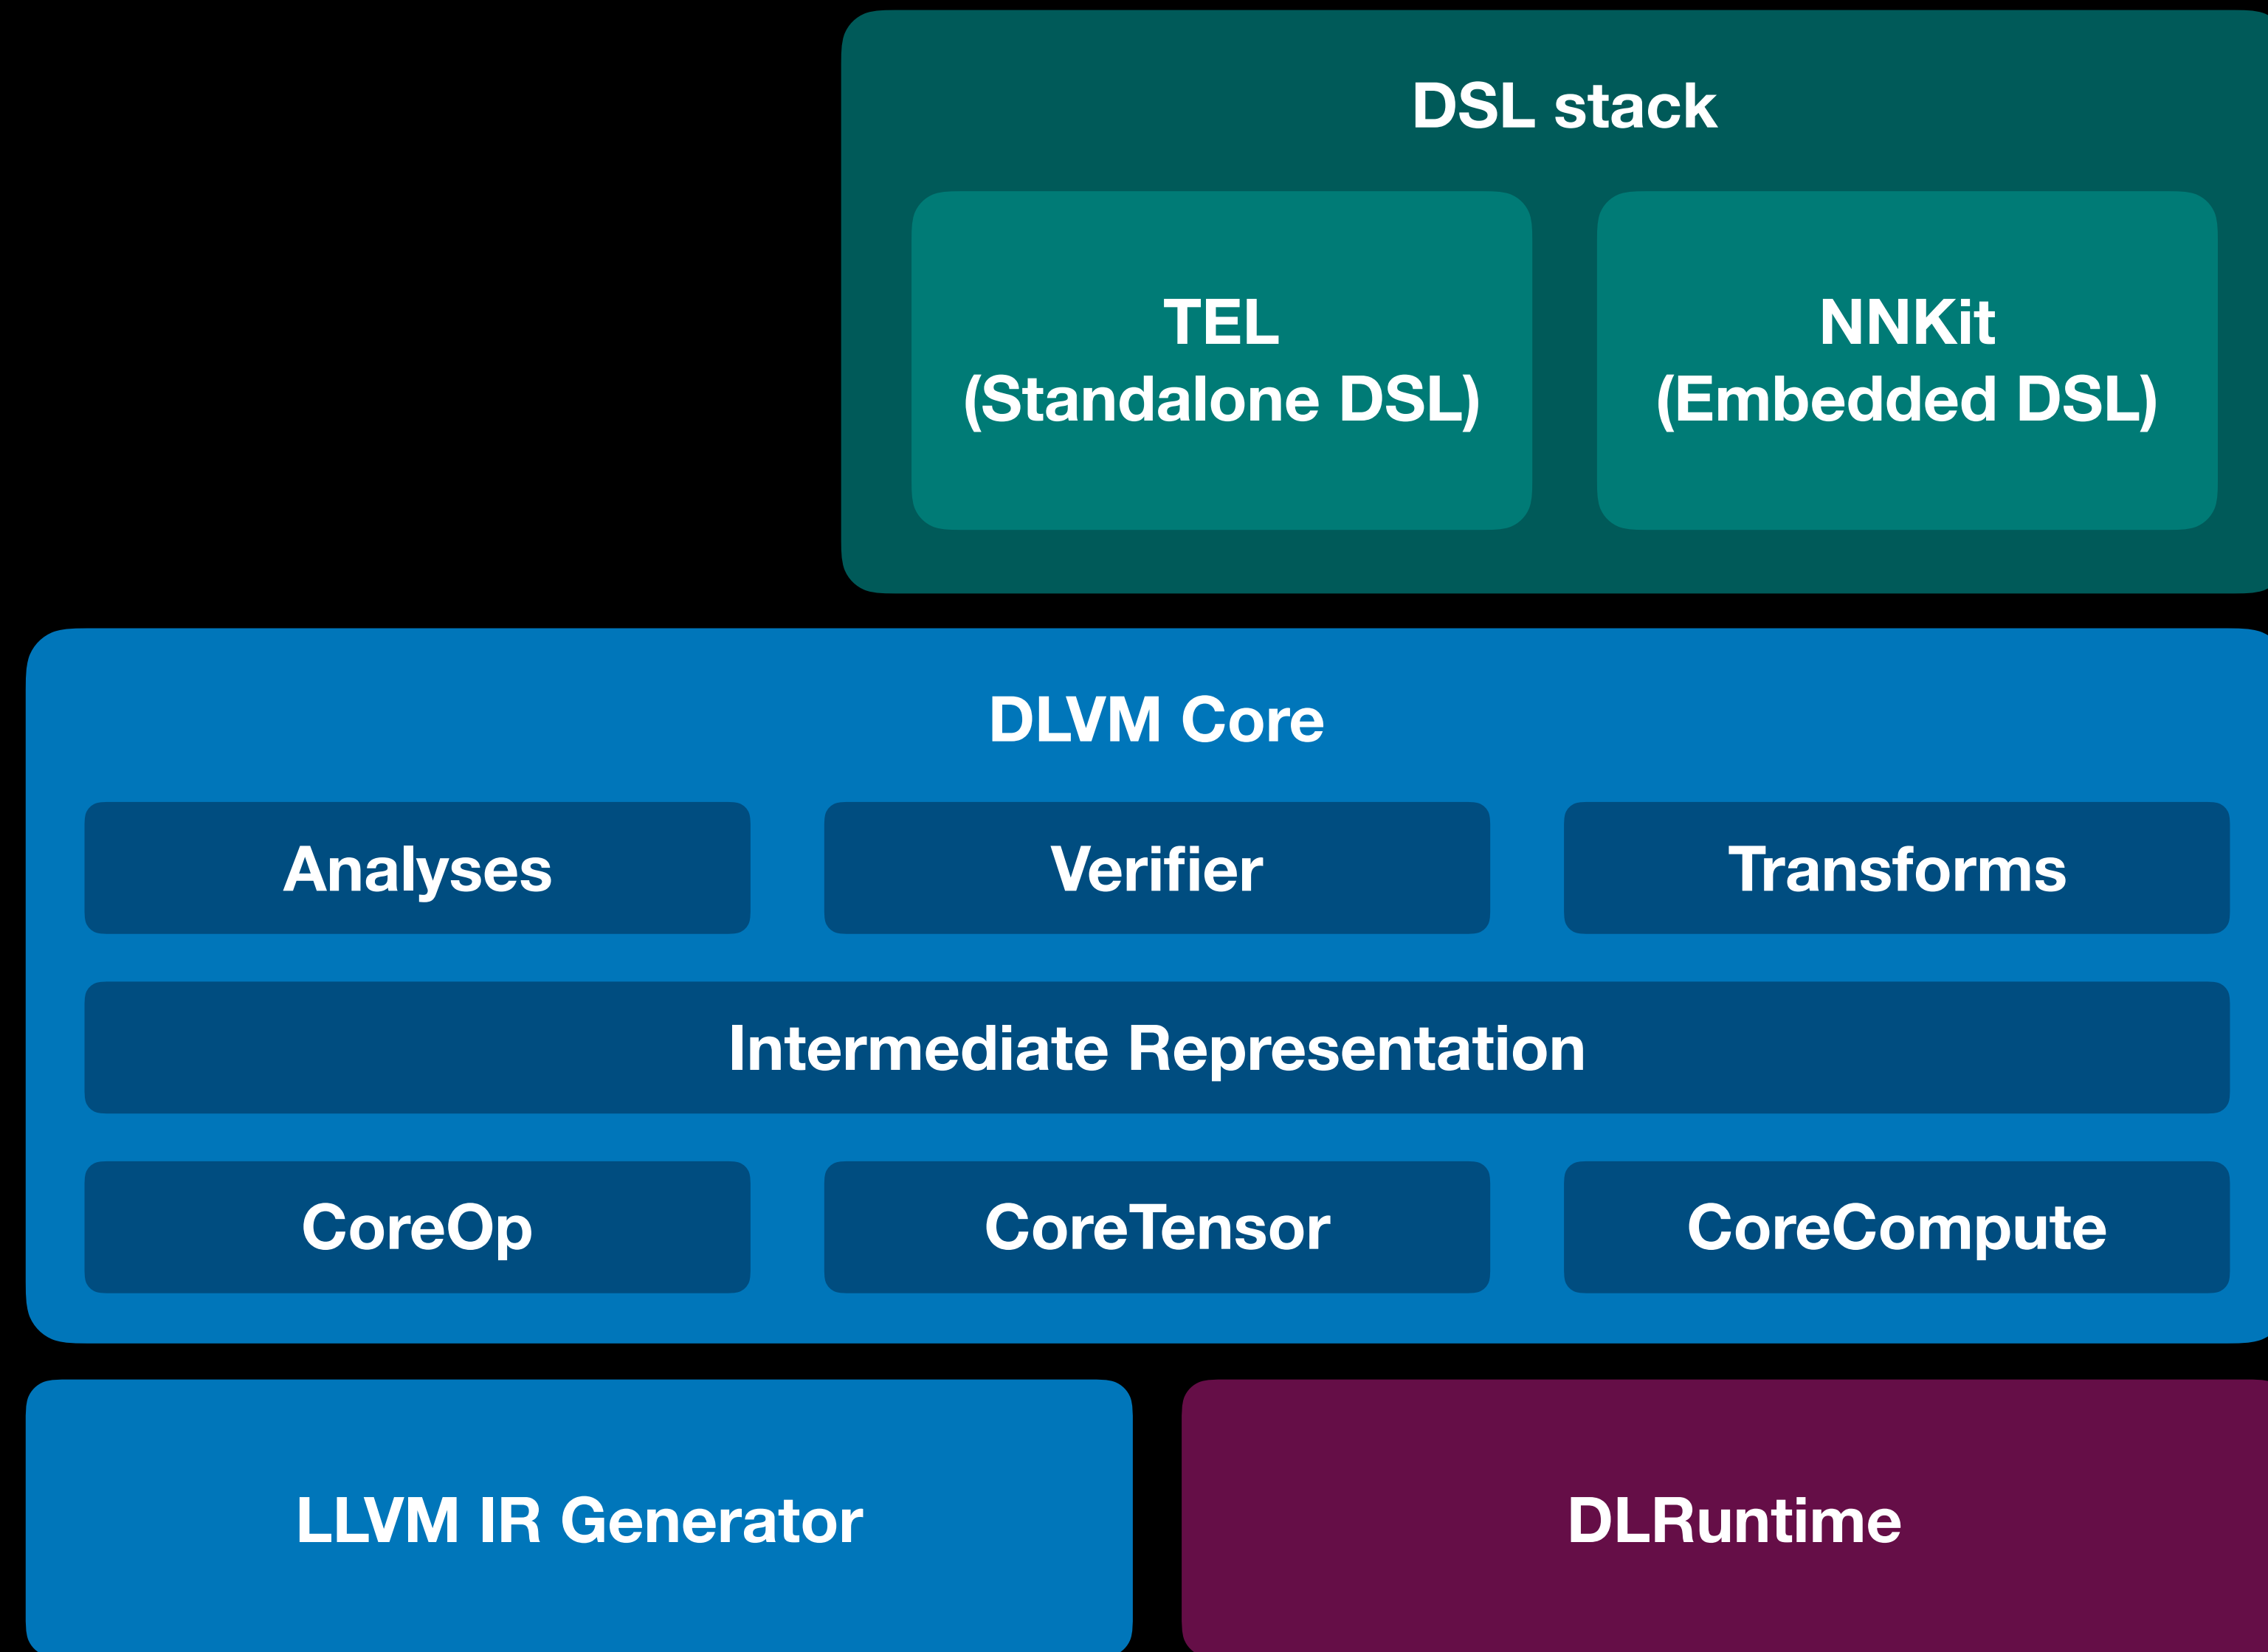 DSL stack
TEL
(Standalone DSL)
NNKit
(Embedded DSL)
DLVM Core
Analyses
Verifier
Transforms
Intermediate Representation
CoreOp
CoreTensor
CoreCompute
LLVM IR Generator
DLRuntime